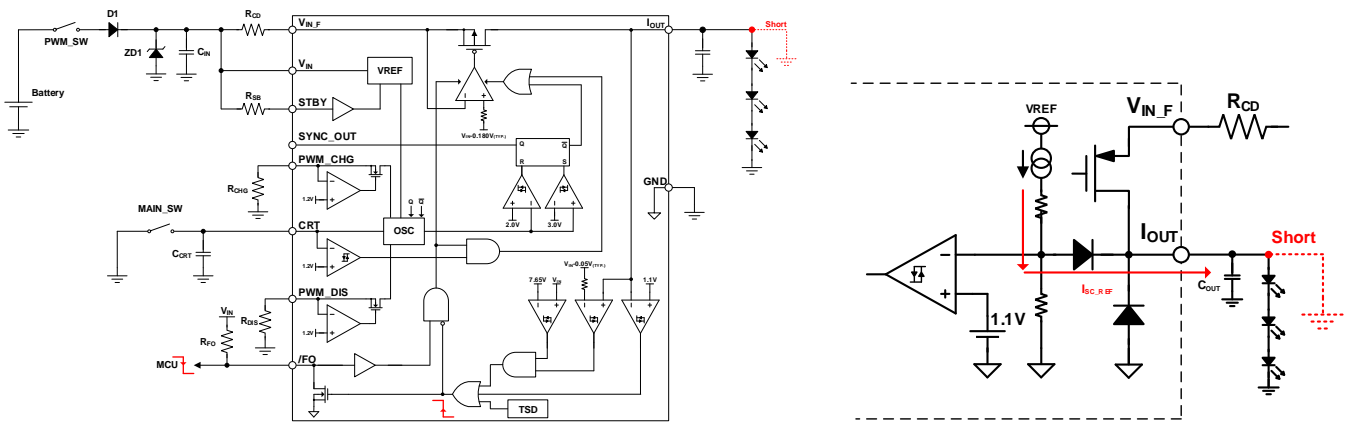 D1
PWM_SW
ZD1
CIN
RCD
VIN_F
IOUT
Short
VIN
VREF
Battery
RSB
STBY
VIN-0.180V(TYP.)
SYNC_OUT
Q
Q̅
R
S
PWM_CHG
RCHG
1.2V
2.0V
3.0V
GND
MAIN_SW
CRT
CCRT
OSC
Q
Q̅
1.2V
PWM_DIS
RDIS
1.2V
VIN
RFO
7.65V
VIN
VIN-0.05V(TYP.)
1.1V
MCU
/FO
TSD
VREF
VIN_F
RCD
IOUT
Short
ISC_REF
COUT
1.1V